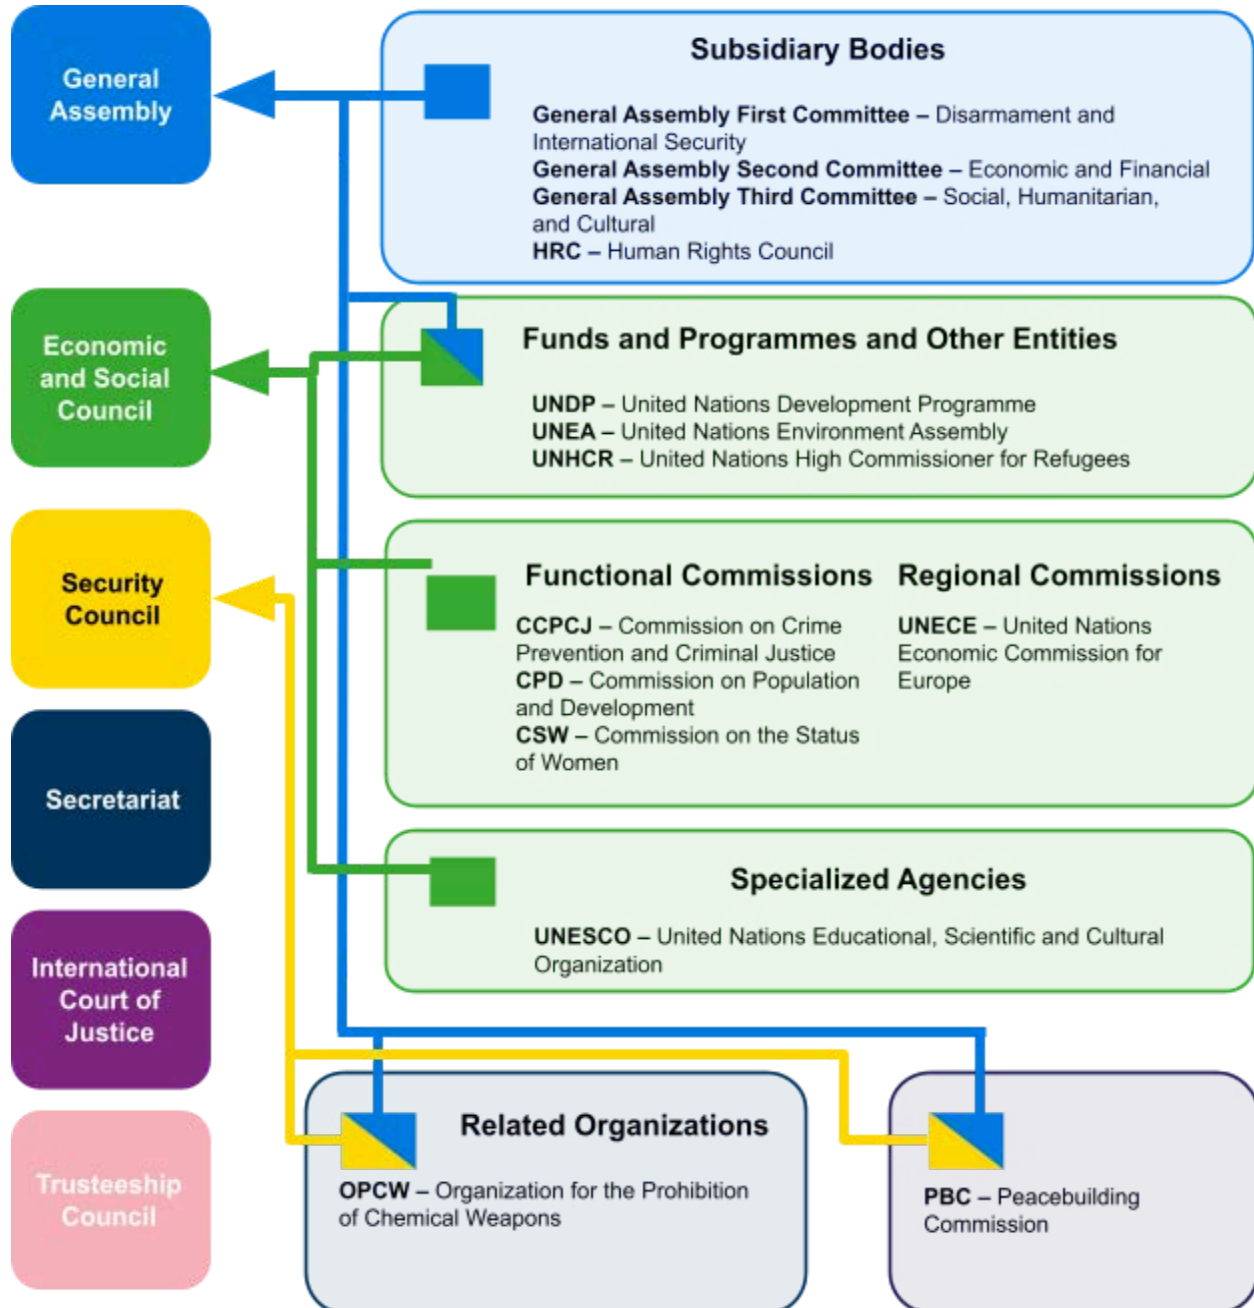 General
Assembly
Subsidiary Bodies
General Assembly First Committee – Disarmament and
International Security
General Assembly Second Committee – Economic and Financial
General Assembly Third Committee – Social, Humanitarian,
and Cultural
HRC – Human Rights Council
Economic
and Social
Council
Funds and Programmes and Other Entities
UNDP – United Nations Development Programme
UNEA – United Nations Environment Assembly
UNHCR – United Nations High Commissioner for Refugees
Security
Council
Functional Commissions
CCPCJ – Commission on Crime
Prevention and Criminal Justice
CPD – Commission on Population
and Development
CSW – Commission on the Status
of Women
Regional Commissions
UNECE – United Nations
Economic Commission for
Europe
Secretariat
Specialized Agencies
UNESCO – United Nations Educational, Scientific and Cultural
Organization
International
Court of
Justice
Trusteeship
Council
Related Organizations
OPCW – Organization for the Prohibition
of Chemical Weapons
PBC – Peacebuilding
Commission